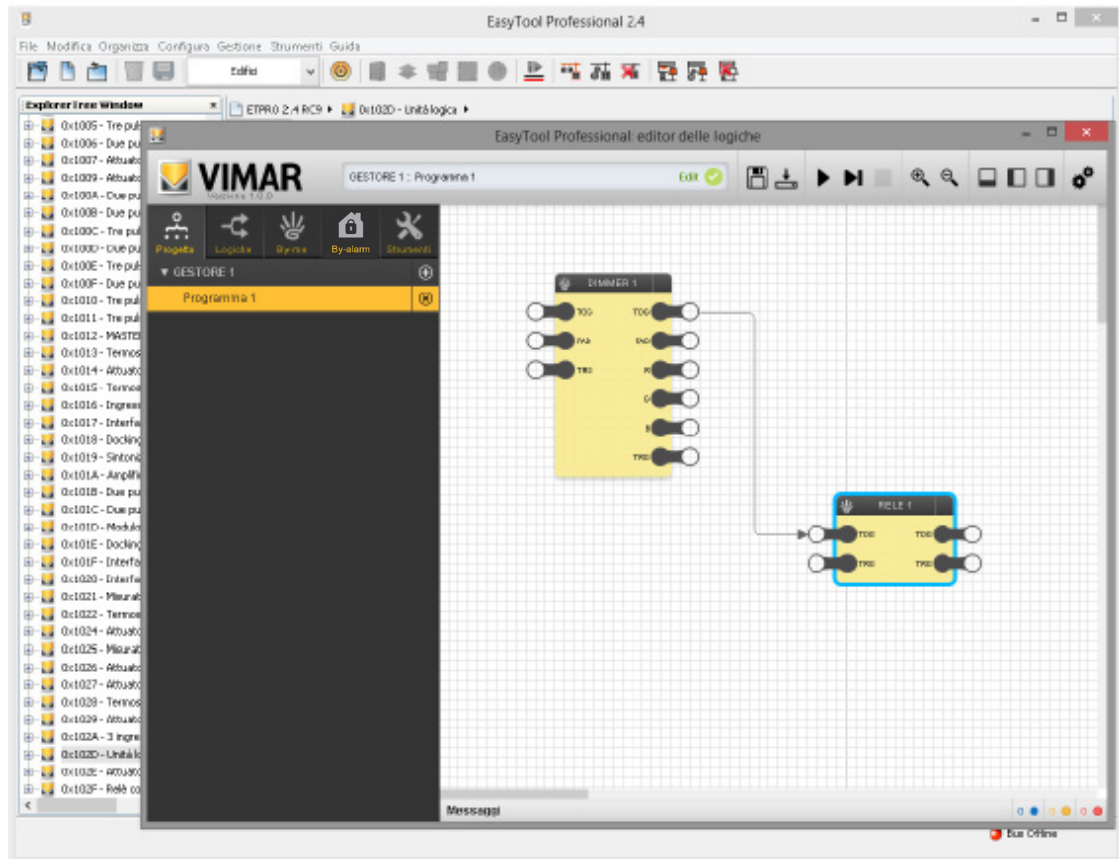 EasyTool Professional 2.4
File Modifica Organizza Configura Gestione Strumenti Guida
Edifici
Explorer Tree Window
ETPRO 2.4 RC9 0x102D - Unità logica
EasyTool Professional: editor delle logiche
VIMAR
GESTORE 1 :: Programma 1
Edit
Progetto Logiche By-me By-alarm Strumenti
GESTORE 1
Programma 1
0x1005 - Tre pul
0x1006 - Due pu
0x1007 - Attuato
0x1009 - Attuato
0x100A - Due pu
0x100B - Due pu
0x100C - Tre pul
0x100D - Due pu
0x100E - Tre pul
0x100F - Due pu
0x1010 - Tre pul
0x1011 - Tre pul
0x1012 - MASTE
0x1013 - Termos
0x1014 - Attuato
0x1015 - Termos
0x1016 - Ingress
0x1017 - Interfa
0x1018 - Docking
0x1019 - Sintoniz
0x101A - Amplifi
0x101B - Due pu
0x101C - Due pu
0x101D - Modulo
0x101E - Docking
0x101F - Interfa
0x1020 - Interfa
0x1021 - Misurat
0x1022 - Termos
0x1024 - Attuato
0x1025 - Misurat
0x1026 - Attuato
0x1027 - Attuato
0x1028 - Termos
0x1029 - Attuato
0x102A - 3 ingre
0x102D - Unità lo
0x102E - Attuato
0x102F - Relè co
DIMMER 1
TOG TOG
R
G
B
RELE 1
Messaggi
0 0 0
Bus Offline